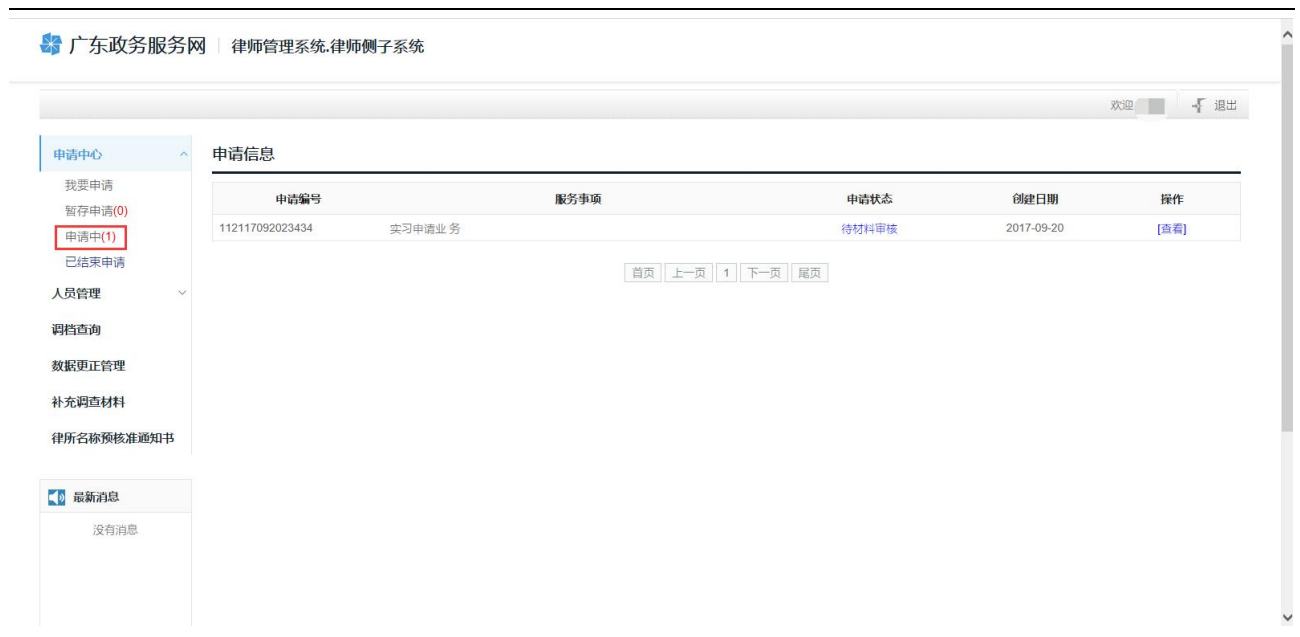 广东政务服务网 律师管理系统.律师侧子系统
欢迎 退出
申请中心
我要申请
暂存申请(0)
申请中(1)
已结束申请
人员管理
调档查询
数据更正管理
补充调查材料
律所名称预核准通知书
最新消息
没有消息
申请信息
申请编号 服务事项 申请状态 创建日期 操作
112117092023434 实习申请业 务 待材料审核 2017-09-20 [查看]
首页 上一页 1 下一页 尾页